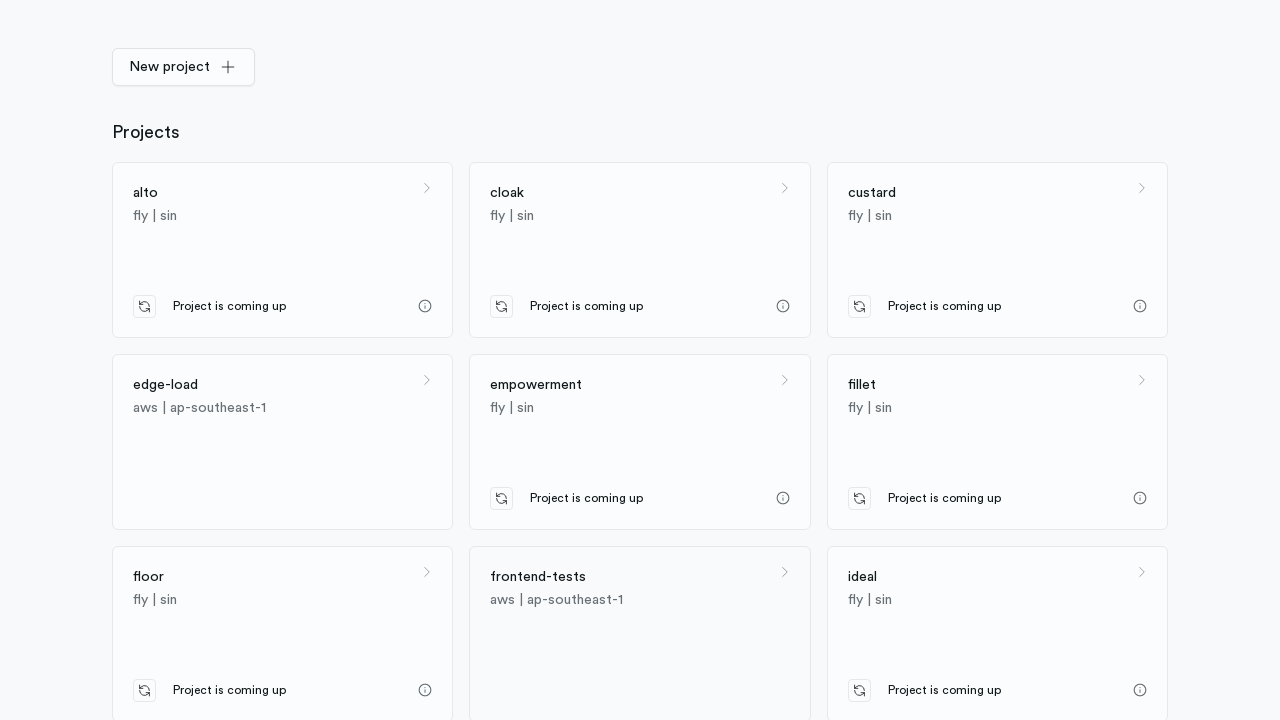 New project
Projects
alto
fly | sin
Project is coming up
cloak
fly | sin
Project is coming up
custard
fly | sin
Project is coming up
edge-load
aws | ap-southeast-1
empowerment
fly | sin
Project is coming up
fillet
fly | sin
Project is coming up
floor
fly | sin
Project is coming up
frontend-tests
aws | ap-southeast-1
ideal
fly | sin
Project is coming up